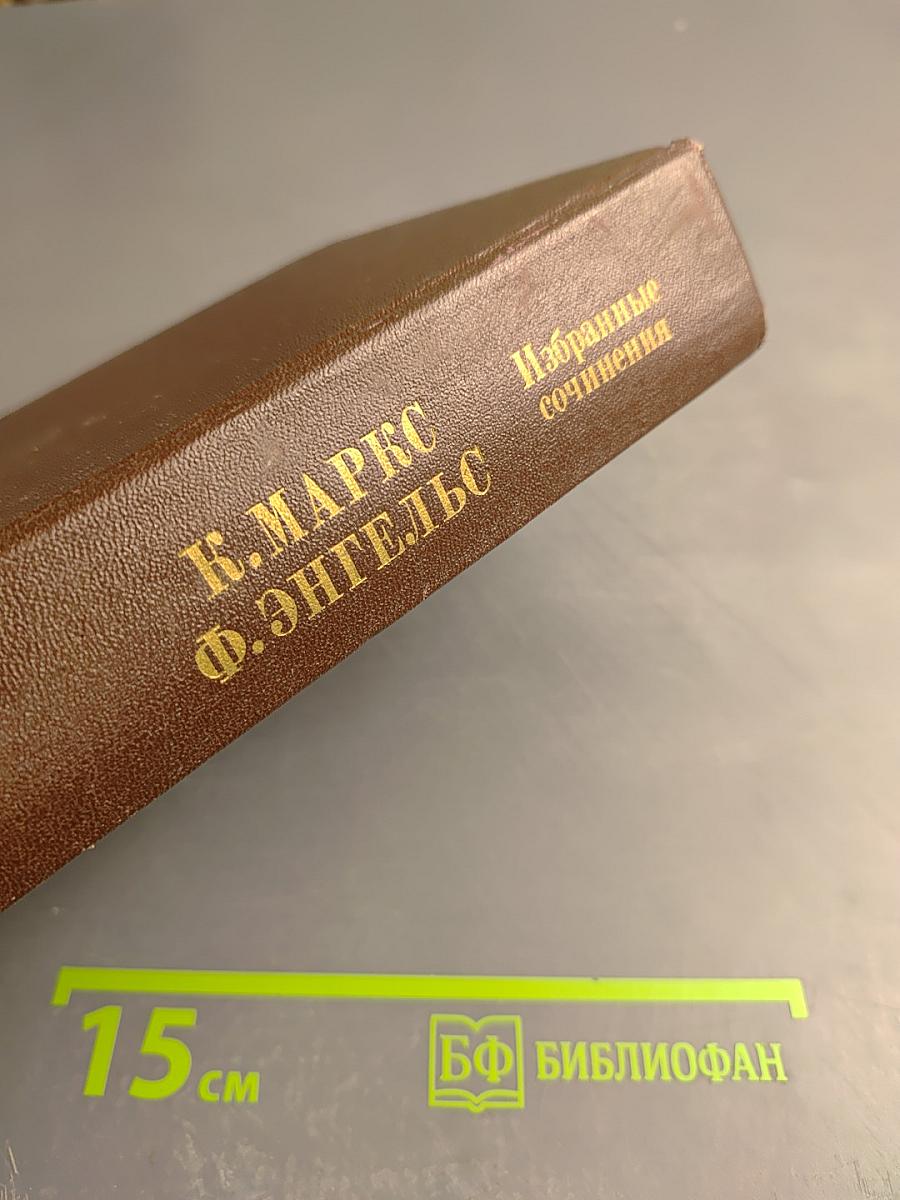 К. МАРКС
Ф. ЭНГЕЛЬС
Избранные
сочинения
15 см
БФ БИБЛИОФАН